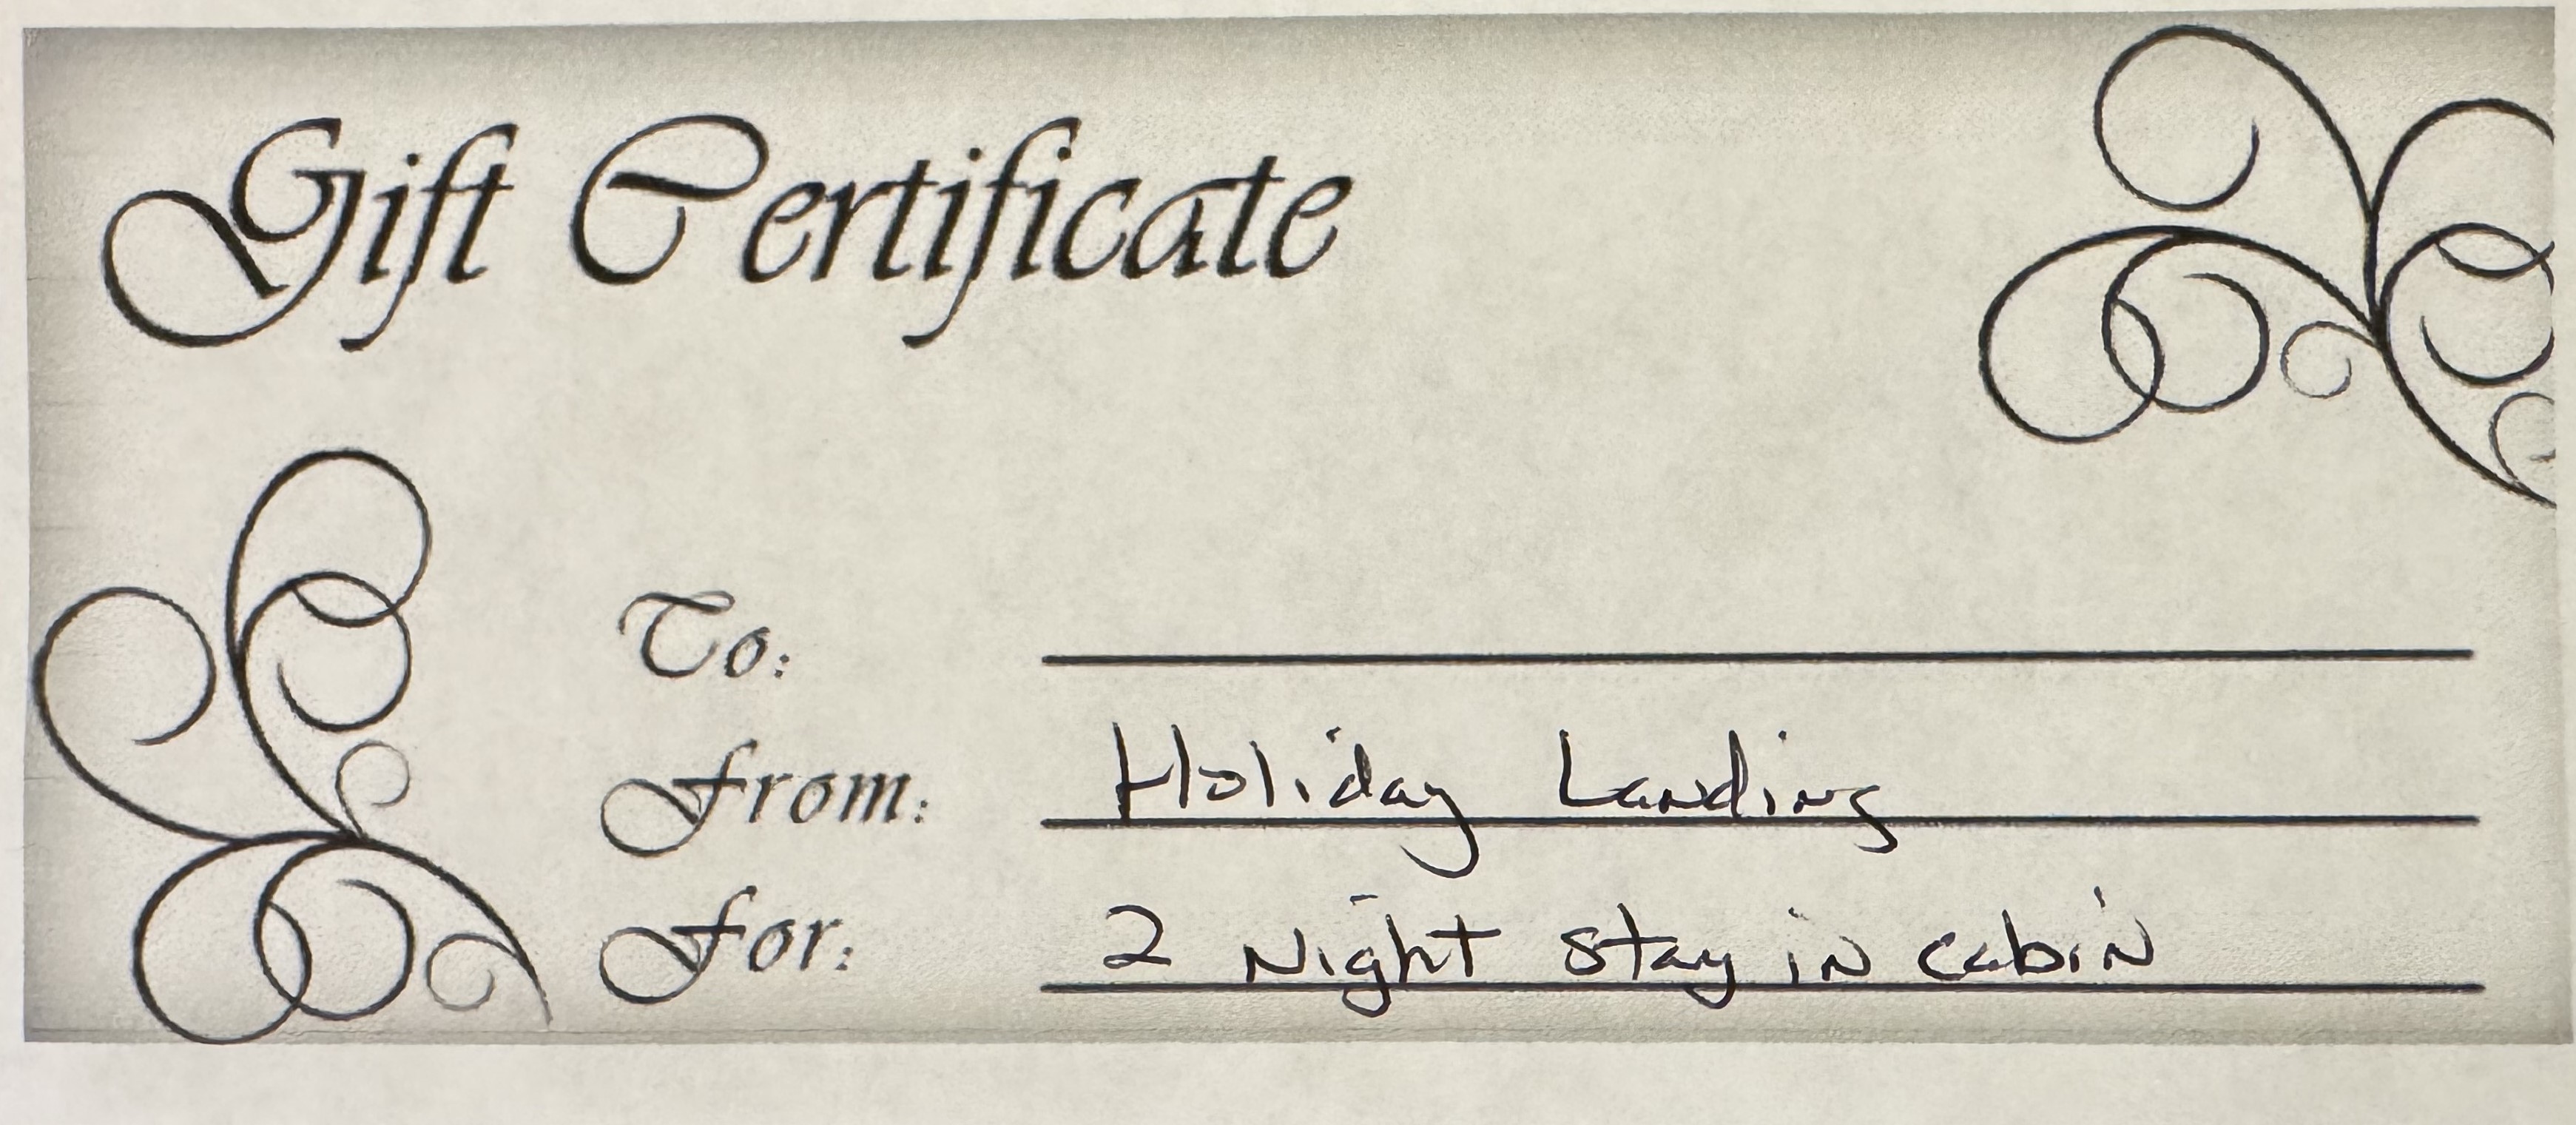 Gift Certificate
To:
From: Holiday Landing
For: 2 Night Stay in cabin